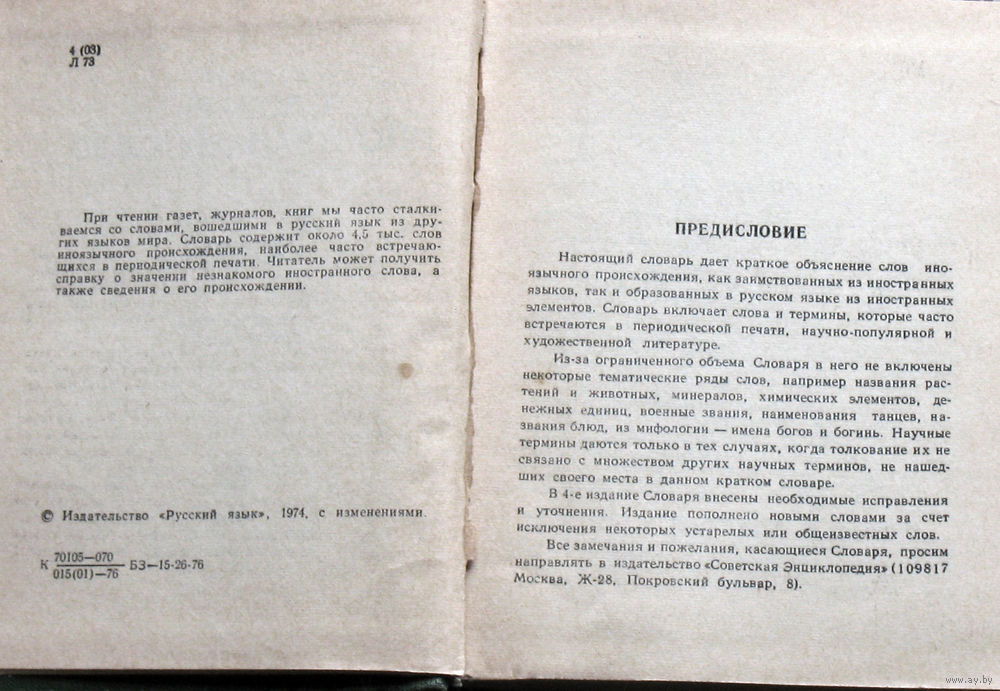 4 (03)
Л 73
При чтении газет, журналов, книг мы часто сталки-
ваемся со словами, вошедшими в русский язык из дру-
гих языков мира. Словарь содержит около 4,5 тыс. слов
иноязычного происхождения, наиболее часто встречаю-
щихся в периодической печати. Читатель может получить
справку о значении незнакомого иностранного слова, а
также сведения о его происхождении.
© Издательство «Русский язык», 1974, с изменениями.
К 70105—070
015(01)—76 БЗ—15-26-76
ПРЕДИСЛОВИЕ
Настоящий словарь дает краткое объяснение слов ино-
язычного происхождения, как заимствованных из иностранных
языков, так и образованных в русском языке из иностранных
элементов. Словарь включает слова и термины, которые часто
встречаются в периодической печати, научно-популярной и
художественной литературе.
Из-за ограниченного объема Словаря в него не включены
некоторые тематические ряды слов, например названия рас-
тений и животных, минералов, химических элементов, де-
нежных единиц, военные звания, наименования танцев, на-
звания блюд, из мифологии — имена богов и богинь. Научные
термины даются только в тех случаях, когда толкование их не
связано с множеством других научных терминов, не нашед-
ших своего места в данном кратком словаре.
В 4-е издание Словаря внесены необходимые исправления
и уточнения. Издание пополнено новыми словами за счет
исключения некоторых устарелых или общеизвестных слов.
Все замечания и пожелания, касающиеся Словаря, просим
направлять в издательство «Советская Энциклопедия» (109817
Москва, Ж-28, Покровский бульвар, 8).
www.ay.by